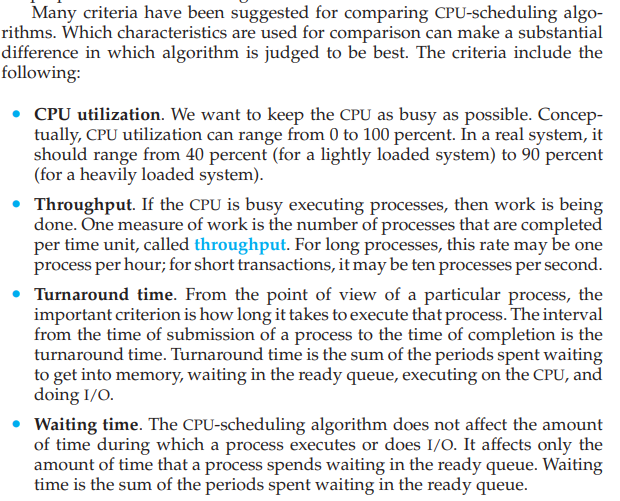 Many criteria have been suggested for comparing CPU-scheduling algo-
rithms. Which characteristics are used for comparison can make a substantial
difference in which algorithm is judged to be best. The criteria include the
following:
• CPU utilization. We want to keep the CPU as busy as possible. Concep-
tually, CPU utilization can range from 0 to 100 percent. In a real system, it
should range from 40 percent (for a lightly loaded system) to 90 percent
(for a heavily loaded system).
• Throughput. If the CPU is busy executing processes, then work is being
done. One measure of work is the number of processes that are completed
per time unit, called throughput. For long processes, this rate may be one
process per hour; for short transactions, it may be ten processes per second.
• Turnaround time. From the point of view of a particular process, the
important criterion is how long it takes to execute that process. The interval
from the time of submission of a process to the time of completion is the
turnaround time. Turnaround time is the sum of the periods spent waiting
to get into memory, waiting in the ready queue, executing on the CPU, and
doing I/O.
• Waiting time. The CPU-scheduling algorithm does not affect the amount
of time during which a process executes or does I/O. It affects only the
amount of time that a process spends waiting in the ready queue. Waiting
time is the sum of the periods spent waiting in the ready queue.